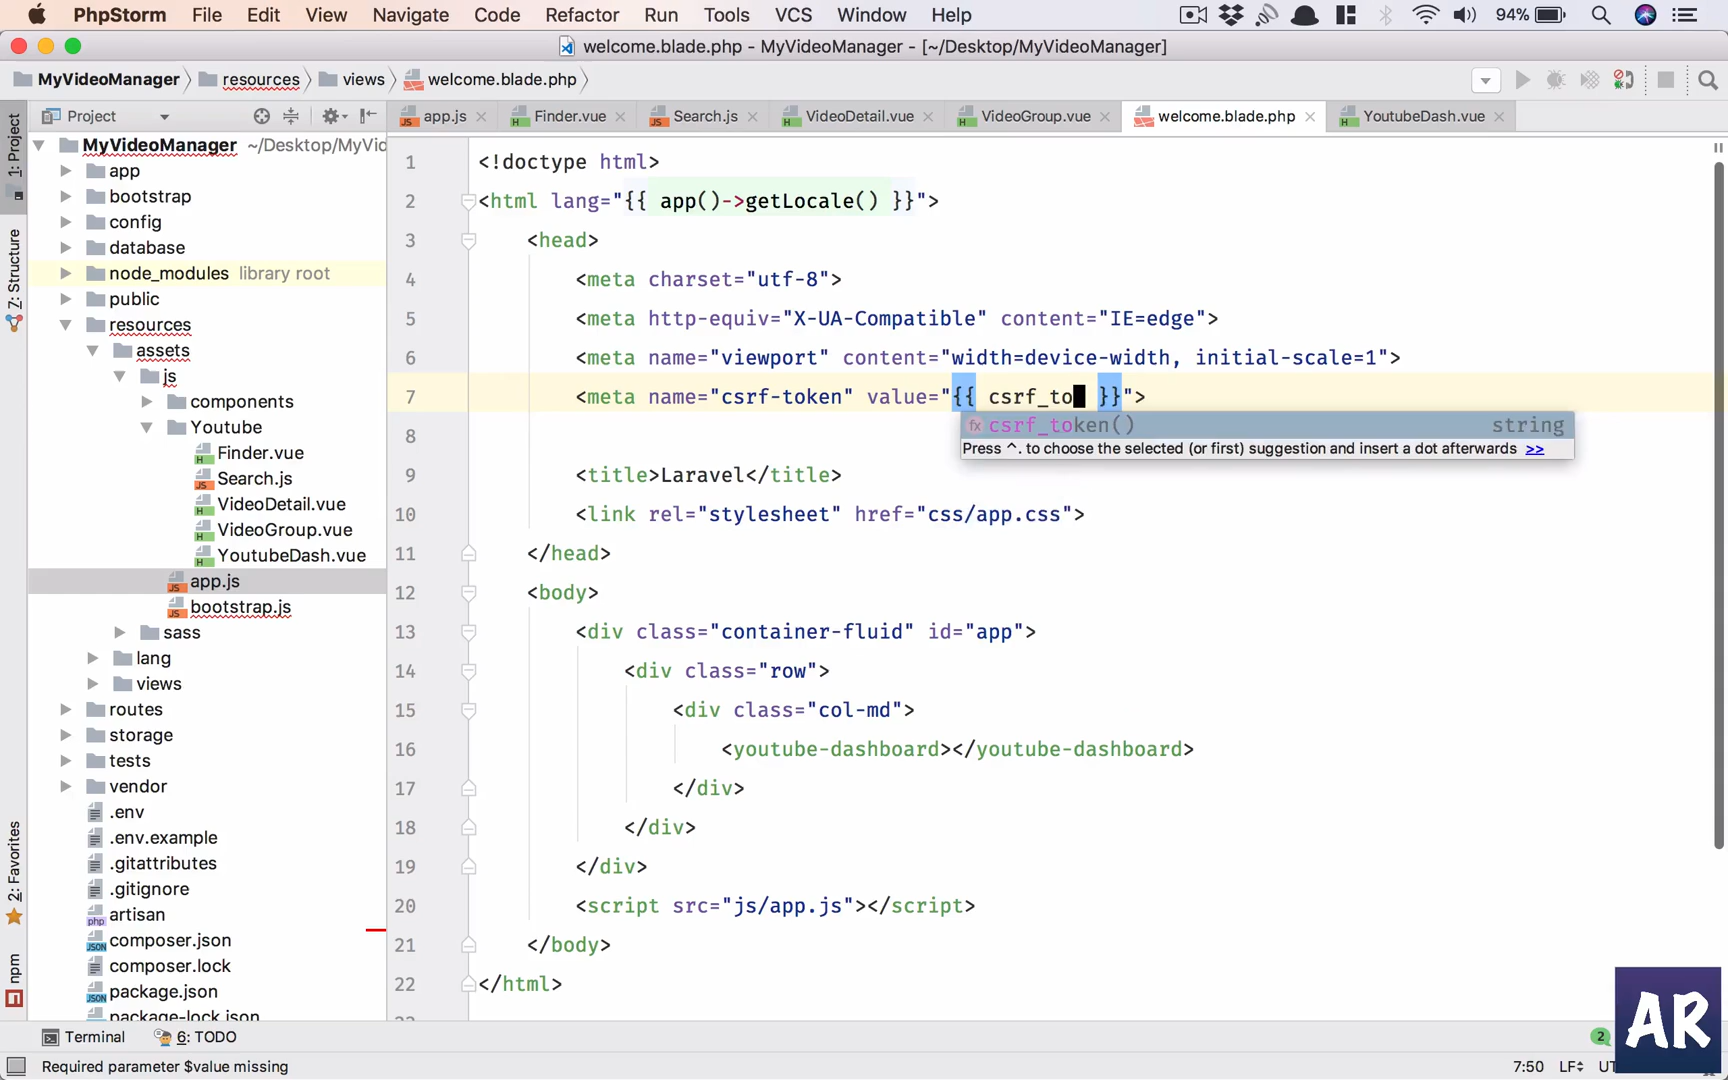 PhpStorm File Edit View Navigate Code Refactor Run Tools VCS Window Help 94%
welcome.blade.php - MyVideoManager - [~/Desktop/MyVideoManager]
MyVideoManager resources views welcome.blade.php
Project
app.js Finder.vue Search.js VideoDetail.vue VideoGroup.vue welcome.blade.php YoutubeDash.vue
1: Project
7: Structure
2: Favorites
npm
MyVideoManager ~/Desktop/MyVid
app
bootstrap
config
database
node_modules library root
public
resources
assets
js
components
Youtube
Finder.vue
Search.js
VideoDetail.vue
VideoGroup.vue
YoutubeDash.vue
app.js
bootstrap.js
sass
lang
views
routes
storage
tests
vendor
.env
.env.example
.gitattributes
.gitignore
artisan
composer.json
composer.lock
package.json
package-lock.json
1 <!doctype html>
2 <html lang="{{ app()->getLocale() }}">
3 <head>
4 <meta charset="utf-8">
5 <meta http-equiv="X-UA-Compatible" content="IE=edge">
6 <meta name="viewport" content="width=device-width, initial-scale=1">
7 <meta name="csrf-token" value="{{ csrf_to }}">
csrf_token() string
Press ^. to choose the selected (or first) suggestion and insert a dot afterwards >>
8
9 <title>Laravel</title>
10 <link rel="stylesheet" href="css/app.css">
11 </head>
12 <body>
13 <div class="container-fluid" id="app">
14 <div class="row">
15 <div class="col-md">
16 <youtube-dashboard></youtube-dashboard>
17 </div>
18 </div>
19 </div>
20 <script src="js/app.js"></script>
21 </body>
22 </html>
Terminal 6: TODO 2
Required parameter $value missing 7:50 LF
AR